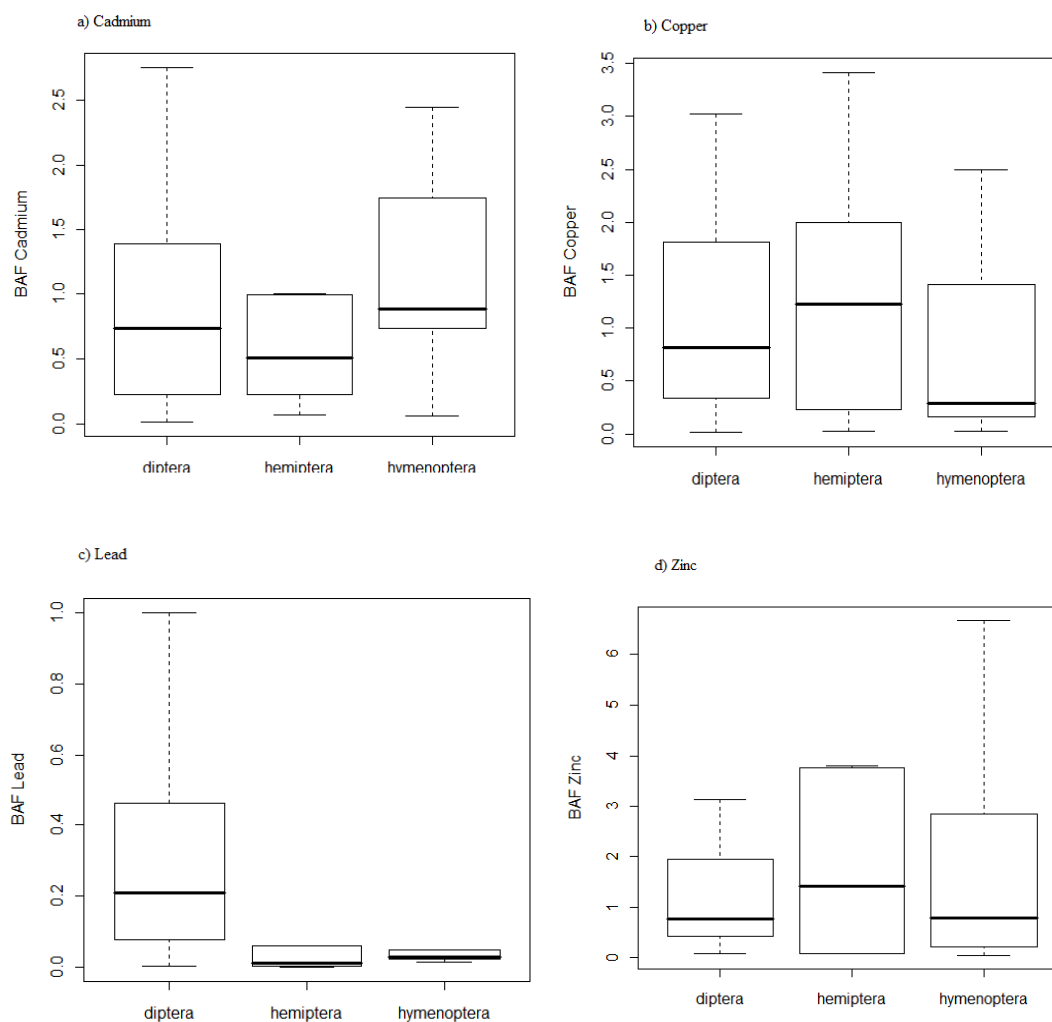 a) Cadmium
BAF Cadmium
2.5
2.0
1.5
1.0
0.5
0.0
diptera hemiptera hymenoptera
b) Copper
BAF Copper
3.5
3.0
2.5
2.0
1.5
1.0
0.5
0.0
diptera hemiptera hymenoptera
c) Lead
BAF Lead
1.0
0.8
0.6
0.4
0.2
0.0
diptera hemiptera hymenoptera
d) Zinc
BAF Zinc
6
5
4
3
2
1
0
diptera hemiptera hymenoptera